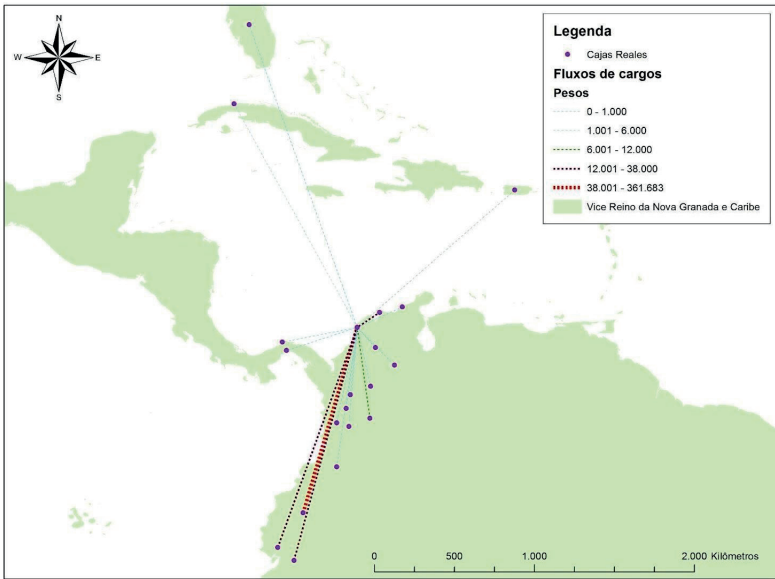 N
W E
S
Legenda
Cajas Reales
Fluxos de cargos
Pesos
0 - 1.000
1.001 - 6.000
6.001 - 12.000
12.001 - 38.000
38.001 - 361.683
Vice Reino da Nova Granada e Caribe
0 500 1.000 2.000 Kilômetros